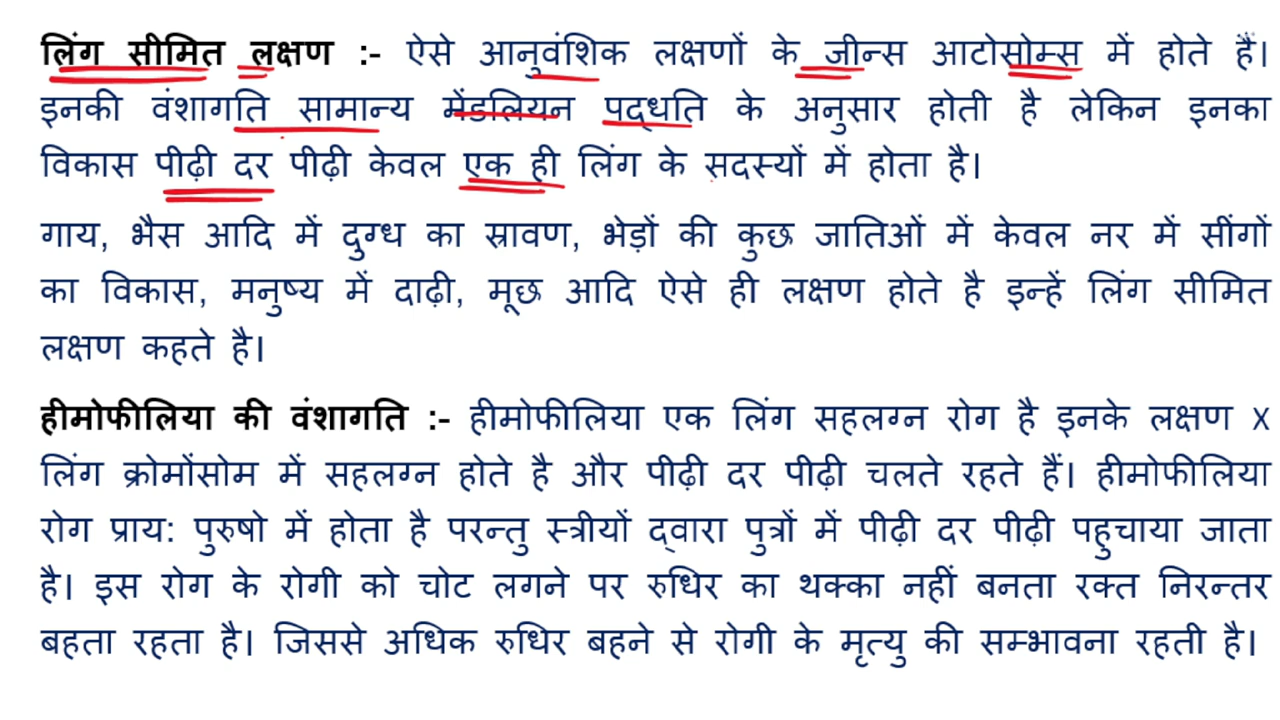 लिंग सीमित लक्षण :- ऐसे आनुवंशिक लक्षणों के जीन्स आटोसोम्स में होते हैं।
इनकी वंशागति सामान्य मेंडलियन पद्धति के अनुसार होती है लेकिन इनका
विकास पीढ़ी दर पीढ़ी केवल एक ही लिंग के सदस्यों में होता है।
गाय, भैस आदि में दुग्ध का स्रावण, भेड़ों की कुछ जातिओं में केवल नर में सींगों
का विकास, मनुष्य में दाढ़ी, मूछ आदि ऐसे ही लक्षण होते है इन्हें लिंग सीमित
लक्षण कहते है।
हीमोफीलिया की वंशागति :- हीमोफीलिया एक लिंग सहलग्न रोग है इनके लक्षण X
लिंग क्रोमोंसोम में सहलग्न होते है और पीढ़ी दर पीढ़ी चलते रहते हैं। हीमोफीलिया
रोग प्राय: पुरुषो में होता है परन्तु स्त्रीयों द्वारा पुत्रों में पीढ़ी दर पीढ़ी पहुचाया जाता
है। इस रोग के रोगी को चोट लगने पर रुधिर का थक्का नहीं बनता रक्त निरन्तर
बहता रहता है। जिससे अधिक रुधिर बहने से रोगी के मृत्यु की सम्भावना रहती है।